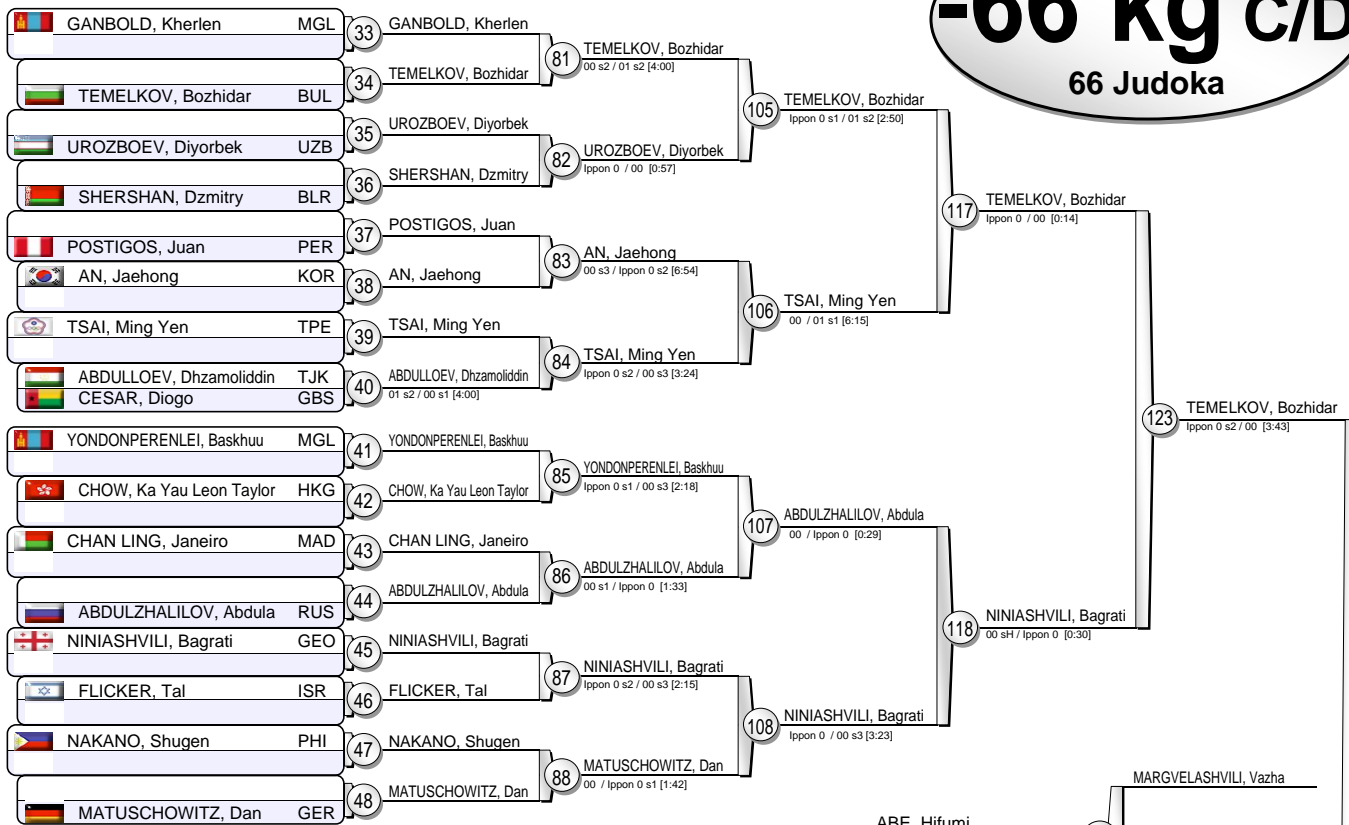 -66 kg C/D
66 Judoka
GANBOLD, Kherlen MGL
TEMELKOV, Bozhidar BUL
UROZBOEV, Diyorbek UZB
SHERSHAN, Dzmitry BLR
POSTIGOS, Juan PER
AN, Jaehong KOR
TSAI, Ming Yen TPE
ABDULLOEV, Dhzamoliddin TJK
CESAR, Diogo GBS
YONDONPERENLEI, Baskhuu MGL
CHOW, Ka Yau Leon Taylor HKG
CHAN LING, Janeiro MAD
ABDULZHALILOV, Abdula RUS
NINIASHVILI, Bagrati GEO
FLICKER, Tal ISR
NAKANO, Shugen PHI
MATUSCHOWITZ, Dan GER
33 GANBOLD, Kherlen
34 TEMELKOV, Bozhidar
35 UROZBOEV, Diyorbek
36 SHERSHAN, Dzmitry
37 POSTIGOS, Juan
38 AN, Jaehong
39 TSAI, Ming Yen
40 ABDULLOEV, Dhzamoliddin
01 s2 / 00 s1 [4:00]
41 YONDONPERENLEI, Baskhuu
42 CHOW, Ka Yau Leon Taylor
43 CHAN LING, Janeiro
44 ABDULZHALILOV, Abdula
45 NINIASHVILI, Bagrati
46 FLICKER, Tal
47 NAKANO, Shugen
48 MATUSCHOWITZ, Dan
81 TEMELKOV, Bozhidar
00 s2 / 01 s2 [4:00]
82 UROZBOEV, Diyorbek
Ippon 0 / 00 [0:57]
83 AN, Jaehong
00 s3 / Ippon 0 s2 [6:54]
84 TSAI, Ming Yen
Ippon 0 s2 / 00 s3 [3:24]
85 YONDONPERENLEI, Baskhuu
Ippon 0 s1 / 00 s3 [2:18]
86 ABDULZHALILOV, Abdula
00 s1 / Ippon 0 [1:33]
87 NINIASHVILI, Bagrati
Ippon 0 s2 / 00 s3 [2:15]
88 MATUSCHOWITZ, Dan
00 / Ippon 0 s1 [1:42]
105 TEMELKOV, Bozhidar
Ippon 0 s1 / 01 s2 [2:50]
106 TSAI, Ming Yen
00 / 01 s1 [6:15]
107 ABDULZHALILOV, Abdula
00 / Ippon 0 [0:29]
108 NINIASHVILI, Bagrati
Ippon 0 / 00 s3 [3:23]
117 TEMELKOV, Bozhidar
Ippon 0 / 00 [0:14]
118 NINIASHVILI, Bagrati
00 sH / Ippon 0 [0:30]
123 TEMELKOV, Bozhidar
Ippon 0 s2 / 00 [3:43]
MARGVELASHVILI, Vazha
ABE, Hifumi